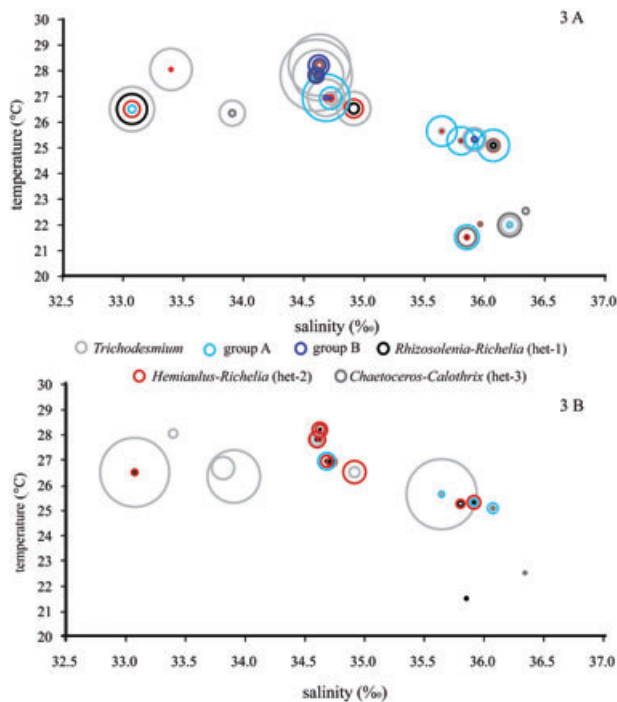 3 A
30
29
28
27
26
25
24
23
22
21
20
temperature (°C)
32.5 33.0 33.5 34.0 34.5 35.0 35.5 36.0 36.5 37.0
salinity (‰)
Trichodesmium group A group B Rhizosolenia-Richelia (het-1)
Hemiaulus-Richelia (het-2) Chaetoceros-Calothrix (het-3)
3 B
30
29
28
27
26
25
24
23
22
21
20
temperature (°C)
32.5 33.0 33.5 34.0 34.5 35.0 35.5 36.0 36.5 37.0
salinity (‰)